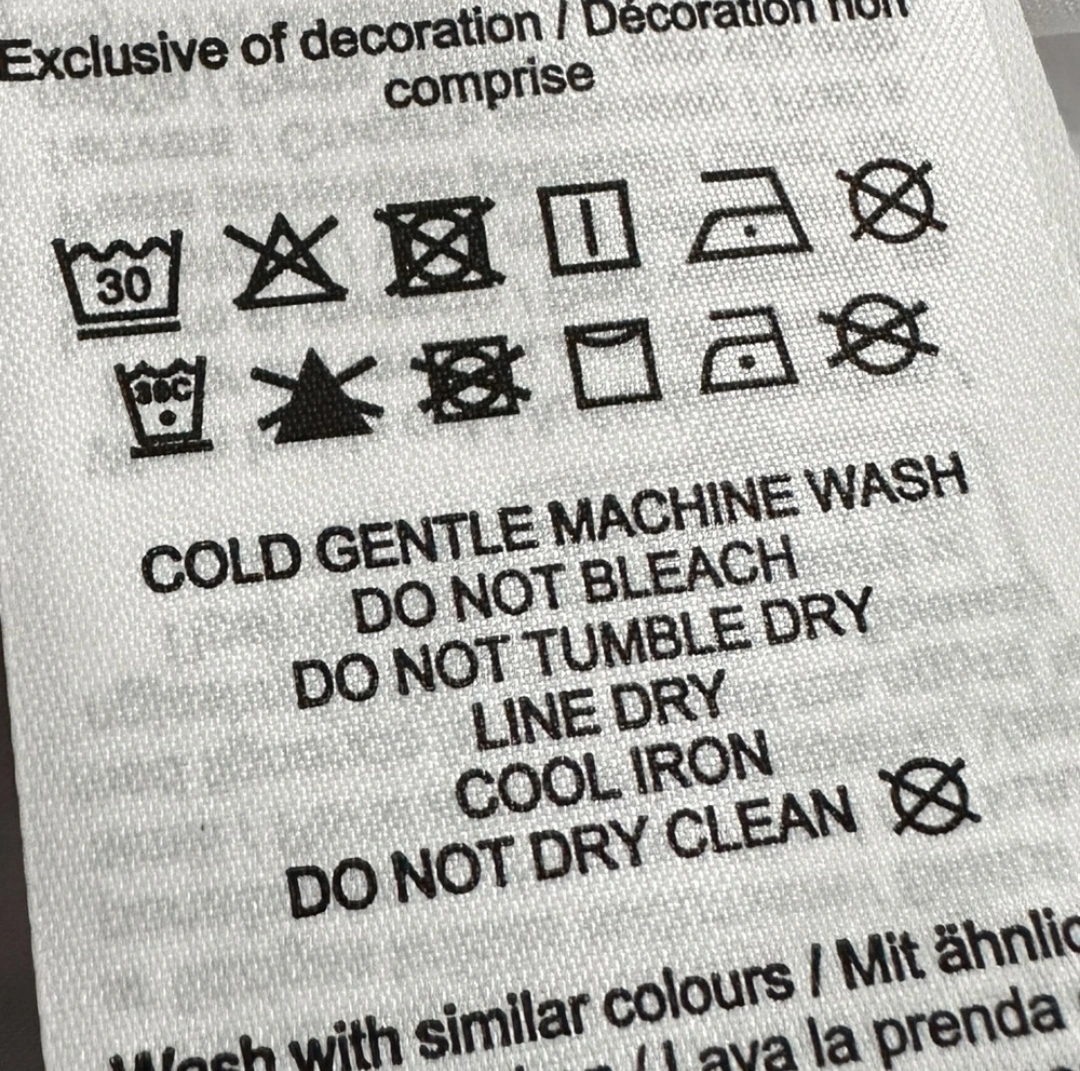 Exclusive of decoration / Décoration non
comprise
30
30C
COLD GENTLE MACHINE WASH
DO NOT BLEACH
DO NOT TUMBLE DRY
LINE DRY
COOL IRON
DO NOT DRY CLEAN
Wash with similar colours / Mit ähnlic
/ Lava la prenda